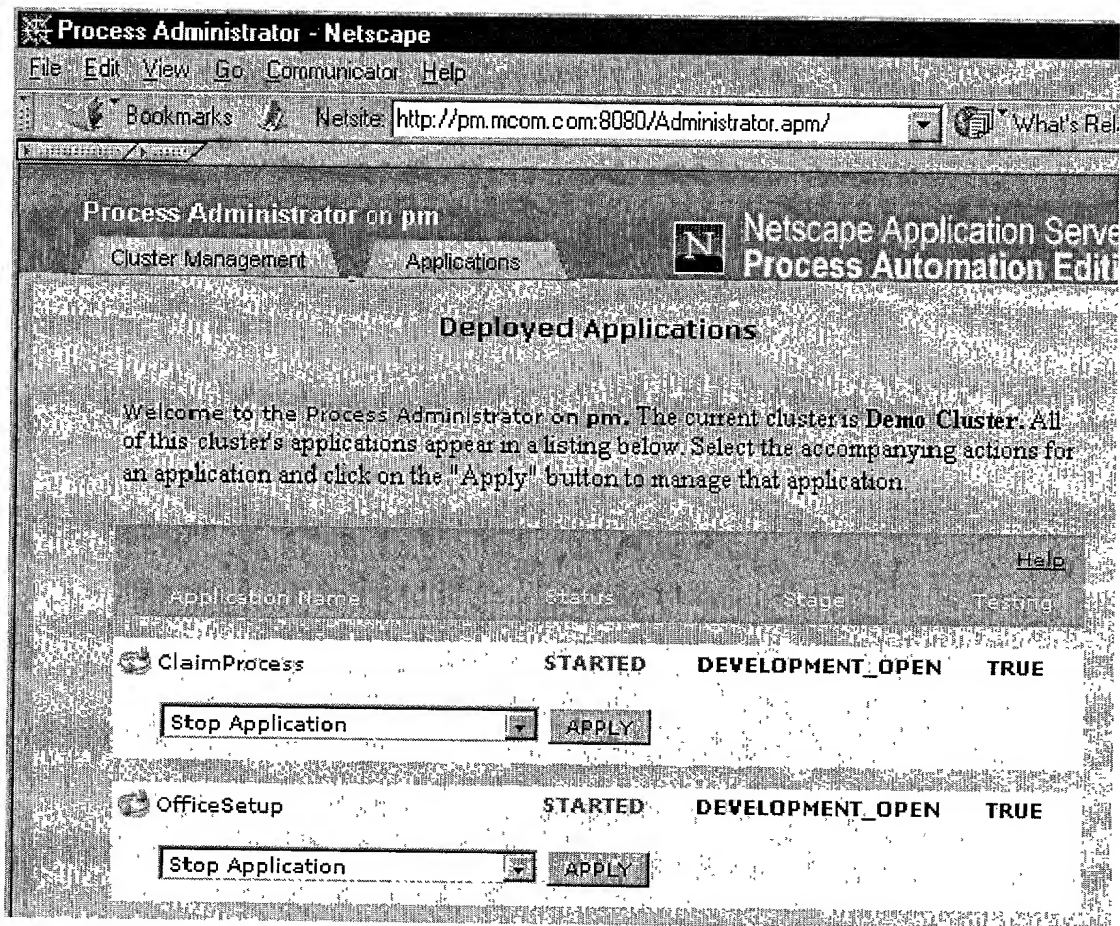 Process Administrator - Netscape
File Edit View Go Communicator Help
Bookmarks Netsite: http://pm.mcom.com:8080/Administrator.apm/ What's Rel
Process Administrator on pm
Cluster Management Applications
N Netscape Application Serve
Process Automation Editi
Deployed Applications
Welcome to the Process Administrator on pm. The current cluster is Demo Cluster. All
of this cluster's applications appear in a listing below. Select the accompanying actions for
an application and click on the "Apply" button to manage that application.
Help
Application Name Status Stage Testing
ClaimProcess STARTED DEVELOPMENT_OPEN TRUE
Stop Application APPLY
OfficeSetup STARTED DEVELOPMENT_OPEN TRUE
Stop Application APPLY